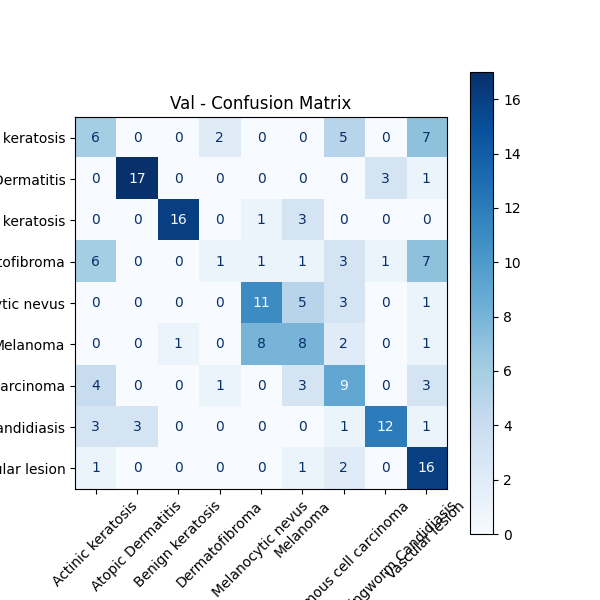 Val - Confusion Matrix
keratosis 6 0 0 2 0 0 5 0 7
Dermatitis 0 17 0 0 0 0 0 3 1
keratosis 0 0 16 0 1 3 0 0 0
tofibroma 6 0 0 1 1 1 3 1 7
ytic nevus 0 0 0 0 11 5 3 0 1
Melanoma 0 0 1 0 8 8 2 0 1
arcinoma 4 0 0 1 0 3 9 0 3
andidiasis 3 3 0 0 0 0 1 12 1
ular lesion 1 0 0 0 0 1 2 0 16
Actinic keratosis
Atopic Dermatitis
Benign keratosis
Dermatofibroma
Melanocytic nevus
Melanoma
mous cell carcinoma
ingworm Candidiasis
Vascular lesion
16
14
12
10
8
6
4
2
0